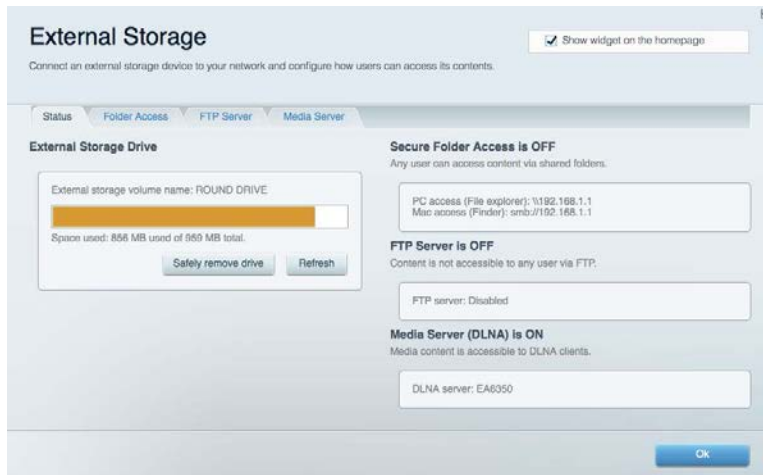 External Storage
Show widget on the homepage
Connect an external storage device to your network and configure how users can access its contents.
Status
Folder Access
FTP Server
Media Server
External Storage Drive
External storage volume name: ROUND DRIVE
Space used: 856 MB used of 959 MB total.
Safely remove drive
Refresh
Secure Folder Access is OFF
Any user can access content via shared folders.
PC access (File explorer): \\192.168.1.1
Mac access (Finder): smb://192.168.1.1
FTP Server is OFF
Content is not accessible to any user via FTP.
FTP server: Disabled
Media Server (DLNA) is ON
Media content is accessible to DLNA clients.
DLNA server: EA6350
Ok